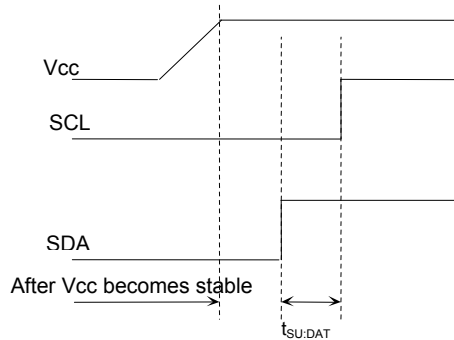 Vcc
SCL
SDA
After Vcc becomes stable
tSU:DAT